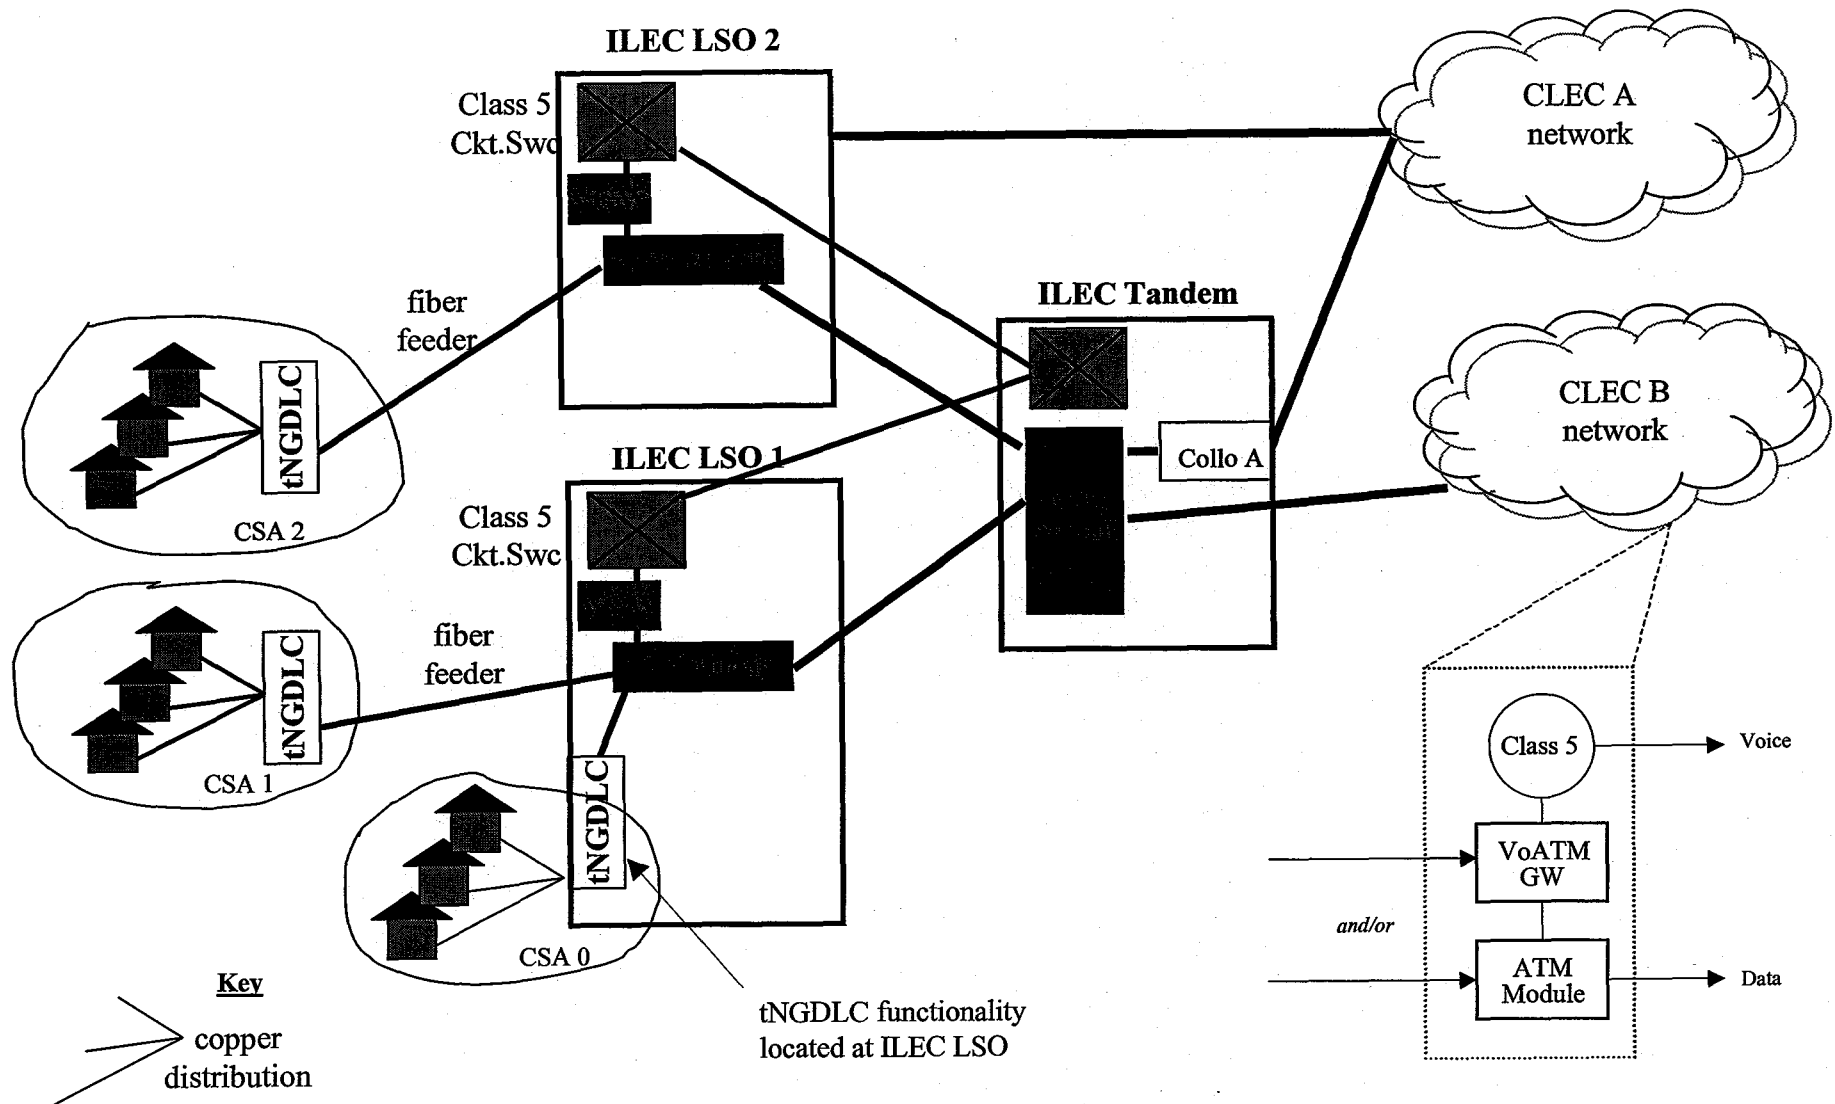 ILEC LSO 2
Class 5
Ckt.Swc
CLEC A
network
fiber
feeder
ILEC Tandem
tNGDLC
CSA 2
Collo A
CLEC B
network
ILEC LSO 1
Class 5
Ckt.Swc
fiber
feeder
tNGDLC
CSA 1
tNGDLC
CSA 0
Class 5
Voice
VoATM
GW
and/or
ATM
Module
Data
Key
copper
distribution
tNGDLC functionality
located at ILEC LSO